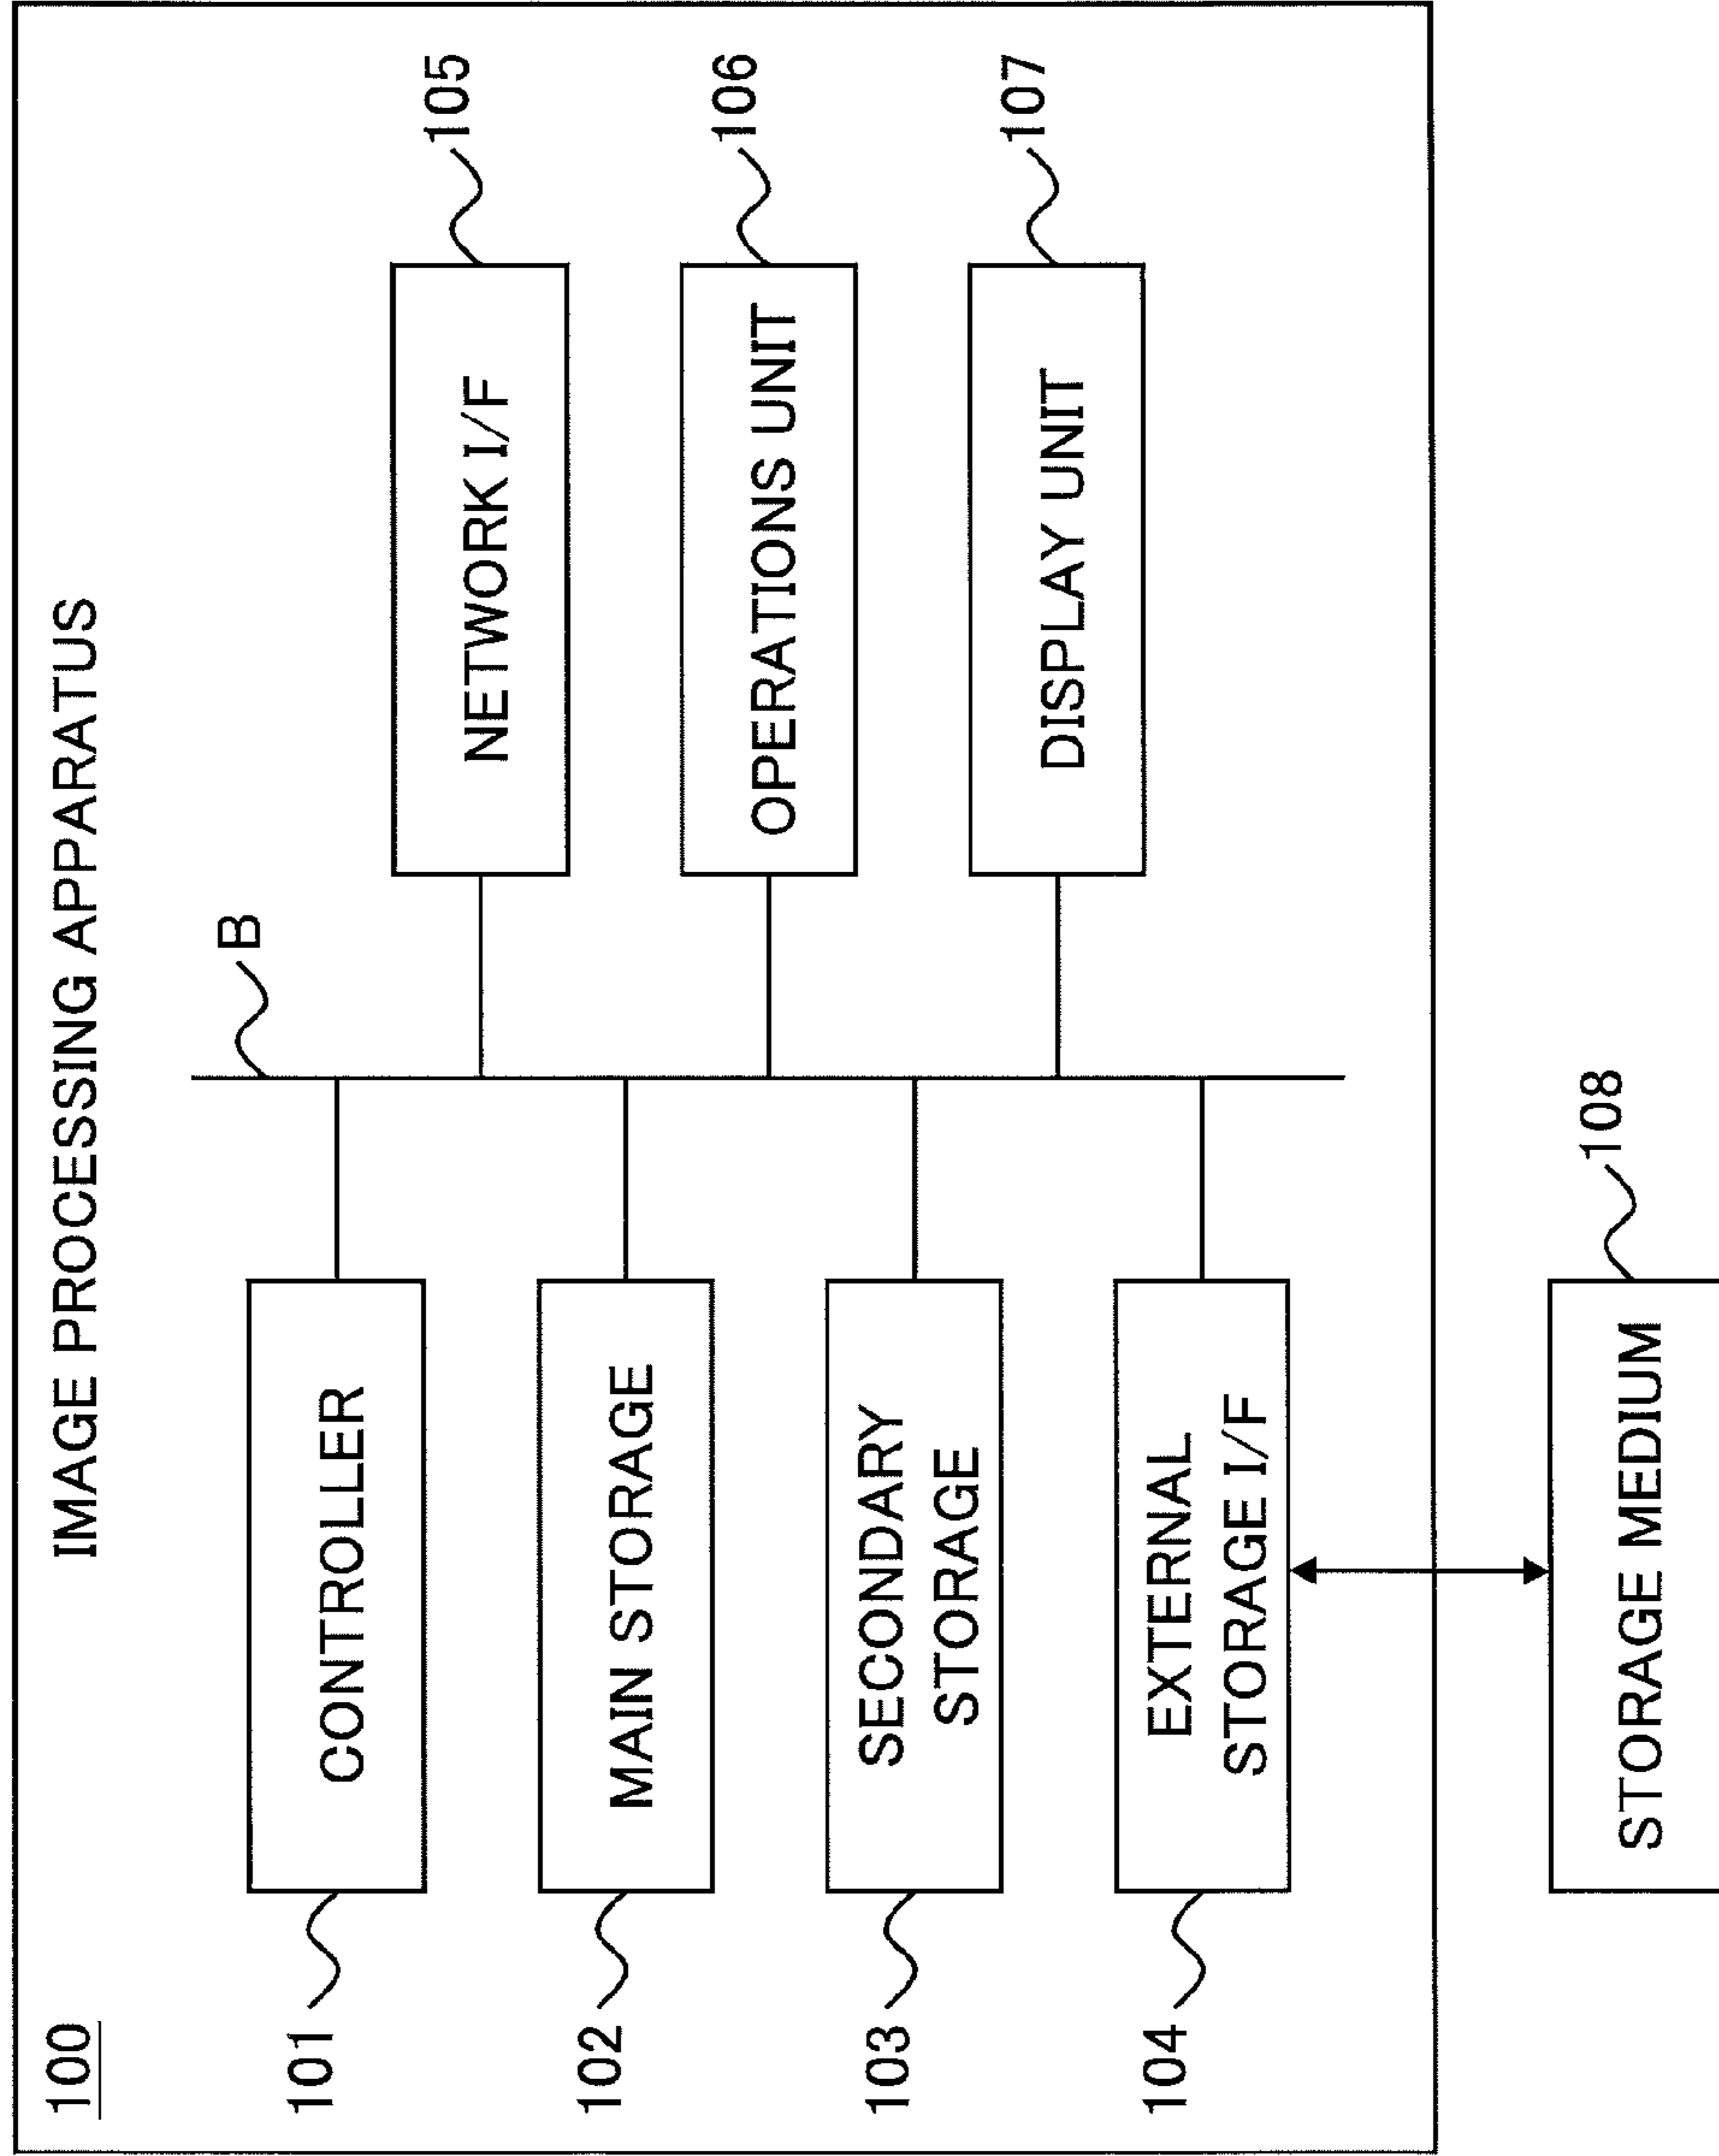 IMAGE PROCESSING APPARATUS
100
B
101
CONTROLLER
NETWORK I/F
105
102
MAIN STORAGE
OPERATIONS UNIT
106
103
SECONDARY
STORAGE
DISPLAY UNIT
107
104
EXTERNAL
STORAGE I/F
108
STORAGE MEDIUM